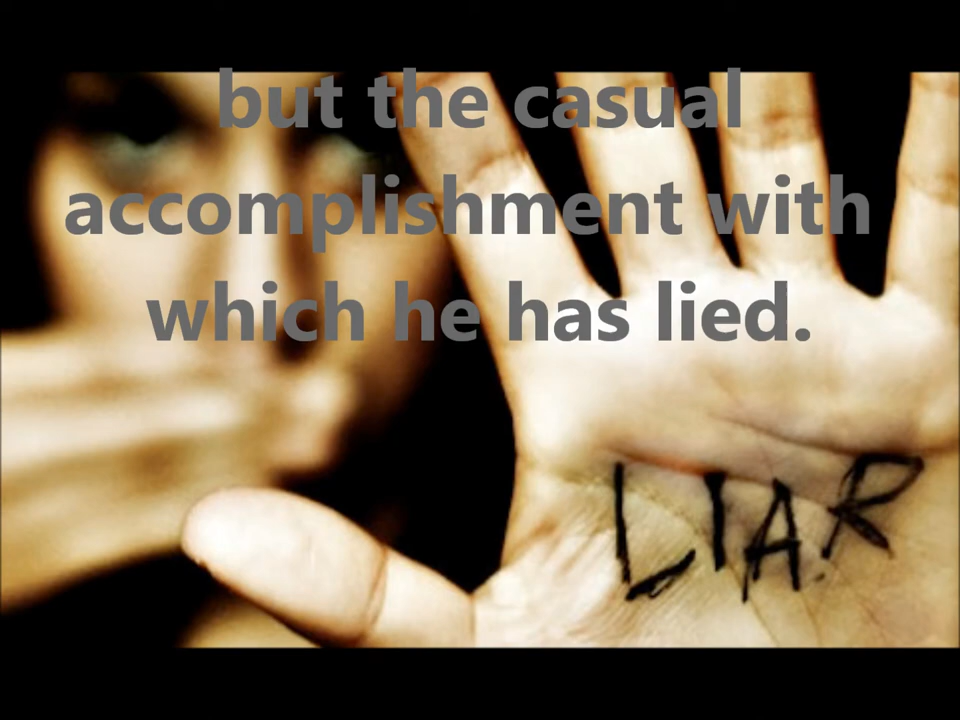 but the casual
accomplishment with
which he has lied.
LIAR